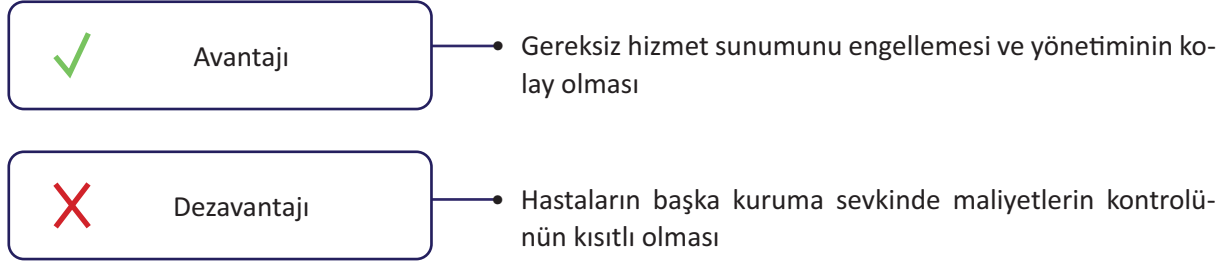 Avantajı
Gereksiz hizmet sunumunu engellemesi ve yönetiminin ko-
lay olması
Dezavantajı
Hastaların başka kuruma sevkinde maliyetlerin kontrolü-
nün kısıtlı olması